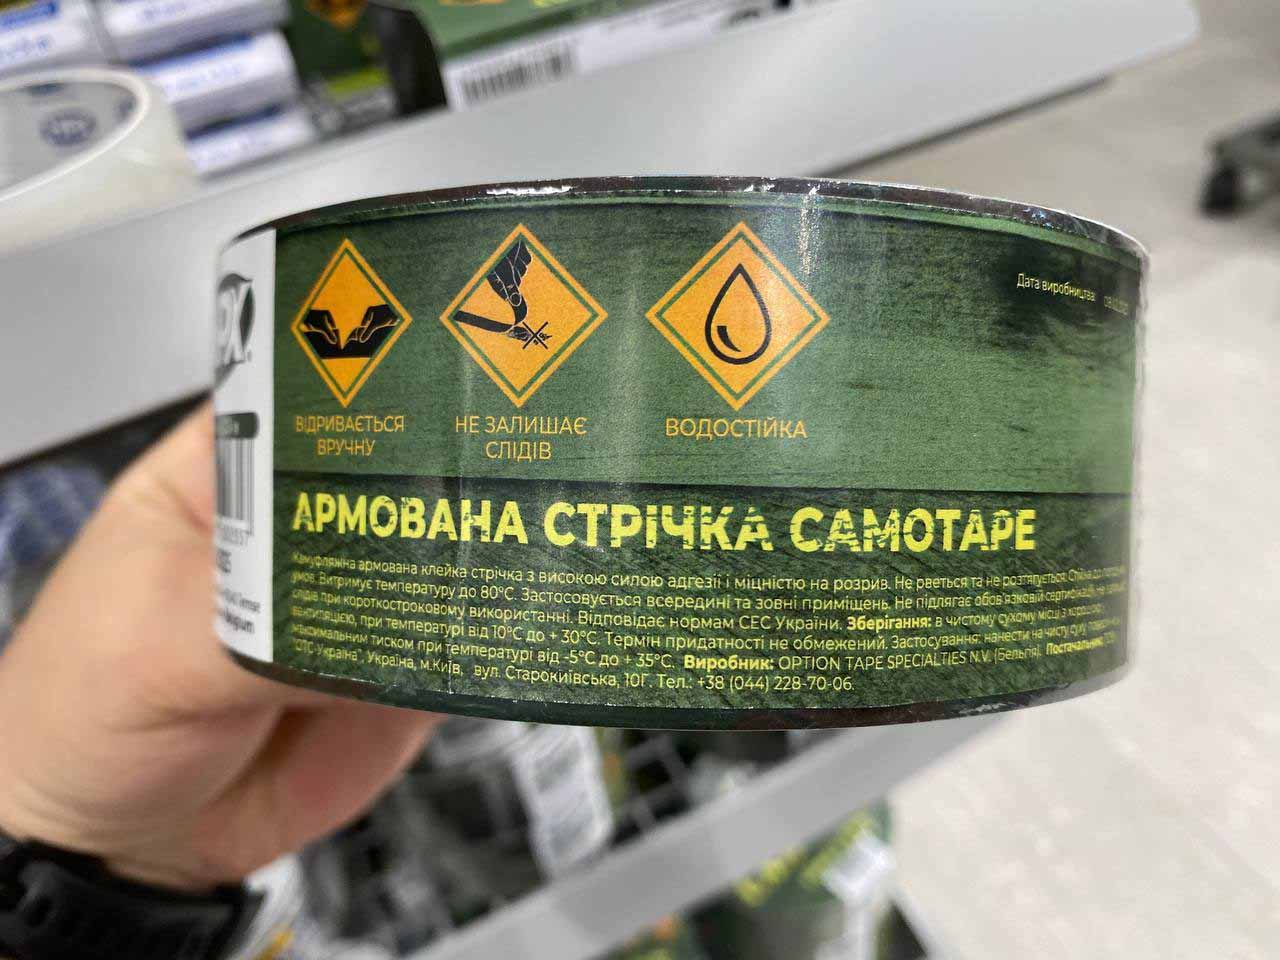 PX
Дата виробництва:
ВІДРИВАЄТЬСЯ
ВРУЧНУ
НЕ ЗАЛИШАЄ
СЛІДІВ
ВОДОСТІЙКА
АРМОВАНА СТРІЧКА CAMOTAPE
Камуфляжна армована клейка стрічка з високою силою адгезії і міцністю на розрив. Не рветься та не розтягується. Стійка до
умов. Витримує температуру до 80°C. Застосовується всередині та зовні приміщень. Не підлягає обов'язковій сертифікації. Не
слідів при короткостроковому використанні. Відповідає нормам СЕС України. Зберігання: в чистому сухому місці з хорошою
вентиляцією, при температурі від 10°C до + 30°C. Термін придатності не обмежений. Застосування: нанести на чисту суху
максимальним тиском при температурі від -5°C до + 35°C. Виробник: OPTION TAPE SPECIALTIES N.V. (Бельгія). Постачальник:
"ОТС-Україна", Україна, м.Київ, вул. Старокиївська, 10Г. Тел.: +38 (044) 228-70-06.